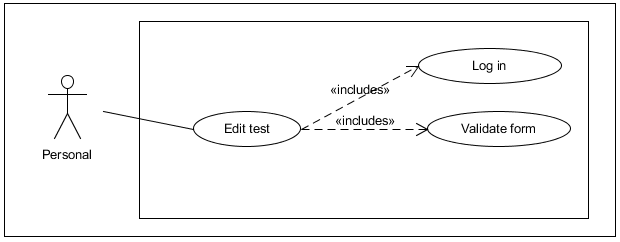 Log in
«includes»
«includes»
Edit test
Validate form
Personal